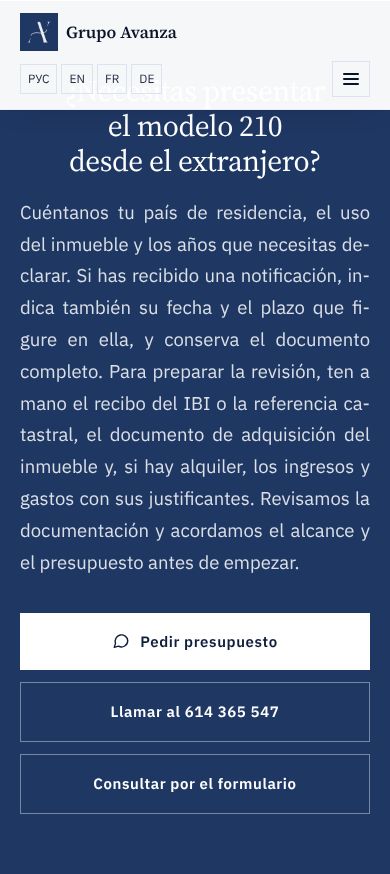 Grupo Avanza
РУС EN FR DE
¿Necesitas presentar
el modelo 210
desde el extranjero?
Cuéntanos tu país de residencia, el uso
del inmueble y los años que necesitas de-
clarar. Si has recibido una notificación, in-
dica también su fecha y el plazo que fi-
gure en ella, y conserva el documento
completo. Para preparar la revisión, ten a
mano el recibo del IBI o la referencia ca-
tastral, el documento de adquisición del
inmueble y, si hay alquiler, los ingresos y
gastos con sus justificantes. Revisamos la
documentación y acordamos el alcance y
el presupuesto antes de empezar.
Pedir presupuesto
Llamar al 614 365 547
Consultar por el formulario